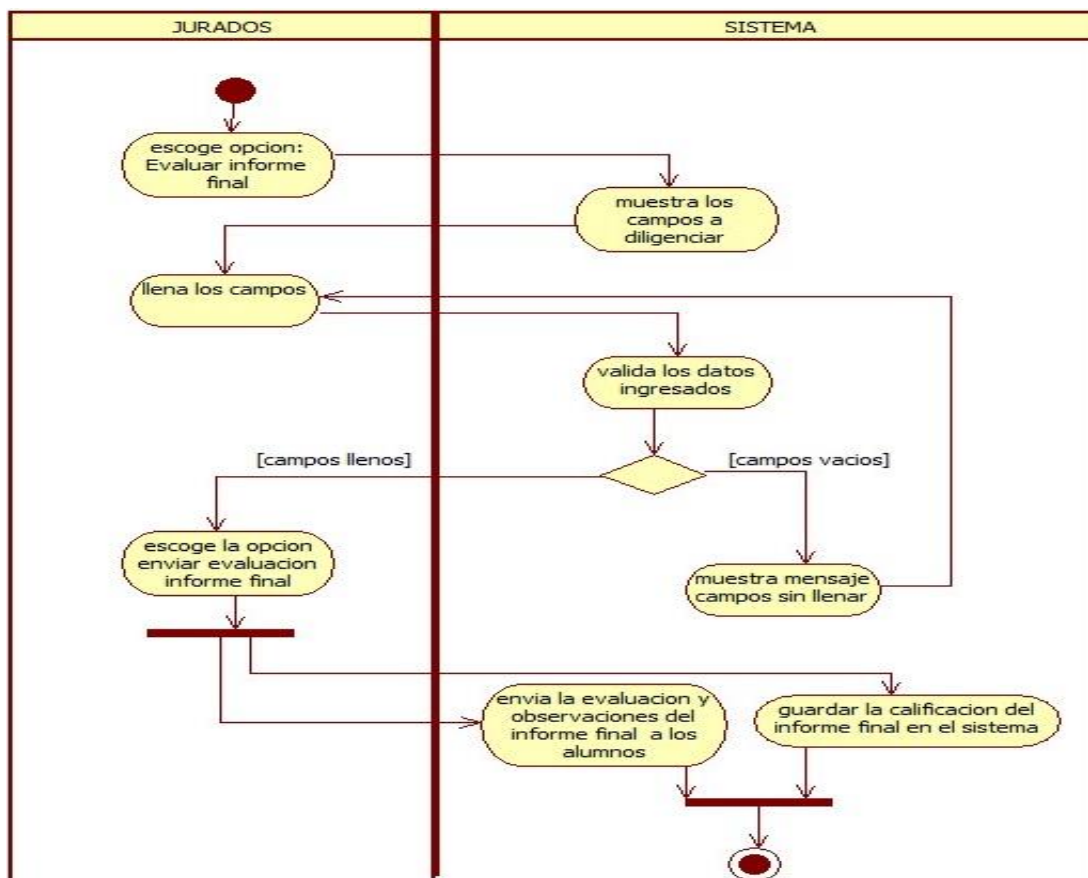 JURADOS
SISTEMA
escoge opcion:
Evaluar informe
final
muestra los
campos a
diligenciar
llena los campos
valida los datos
ingresados
[campos llenos]
[campos vacios]
escoge la opcion
enviar evaluacion
informe final
muestra mensaje
campos sin llenar
envia la evaluacion y
observaciones del
informe final a los
alumnos
guardar la calificacion del
informe final en el sistema